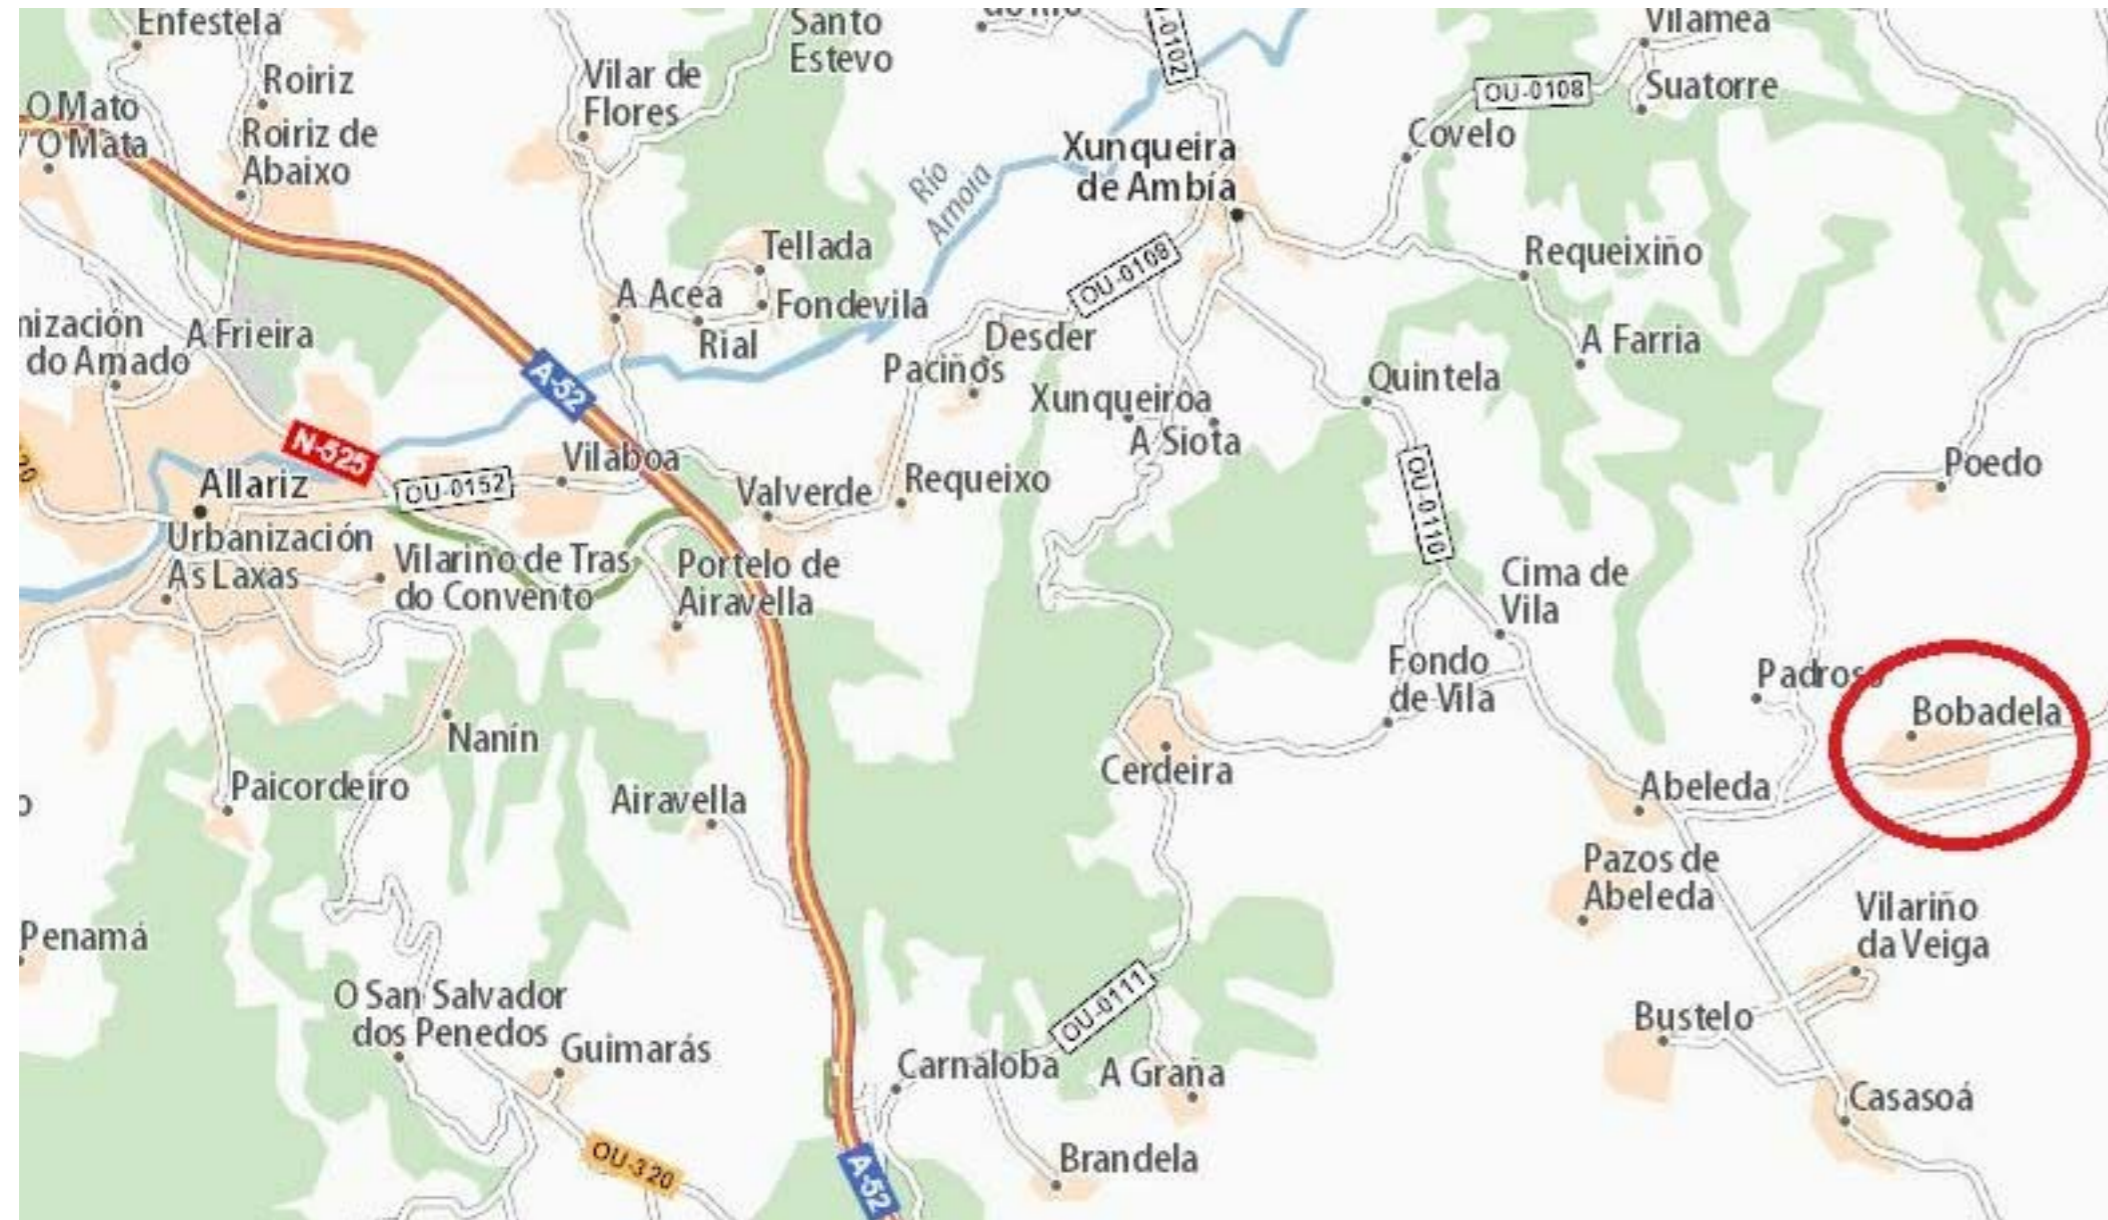 Enfestela
Santo
Estevo
Vilamea
OU-0108
Suatorre
Roiriz
Vilar de
Flores
O Mato
/ O Mata
Roiriz de
Abaixo
Covelo
Xunqueira
de Ambía
Río
Arnoia
Requeixiño
Tellada
OU-0108
A Acea
Fondevila
Rial
nización
do Amado
A Frieira
Desder
Paciños
A Farria
A-52
Quintela
Xunqueiroa
A Siota
N-525
Vilaboa
Poedo
OU-0152
Allariz
Valverde
Requeixo
OU-0110
Urbanización
As Laxas
Vilariño de Tras
do Convento
Portelo de
Airavella
Cima de
Vila
Fondo
de Vila
Padroso
Bobadela
Nanín
Cerdeira
Paicordeiro
Airavella
Abeleda
Pazos de
Abeleda
Vilariño
da Veiga
Penamá
O San Salvador
dos Penedos
OU-0111
Bustelo
Guimarás
Carnaloba
A Graña
Casasoá
OU-320
A-52
Brandela